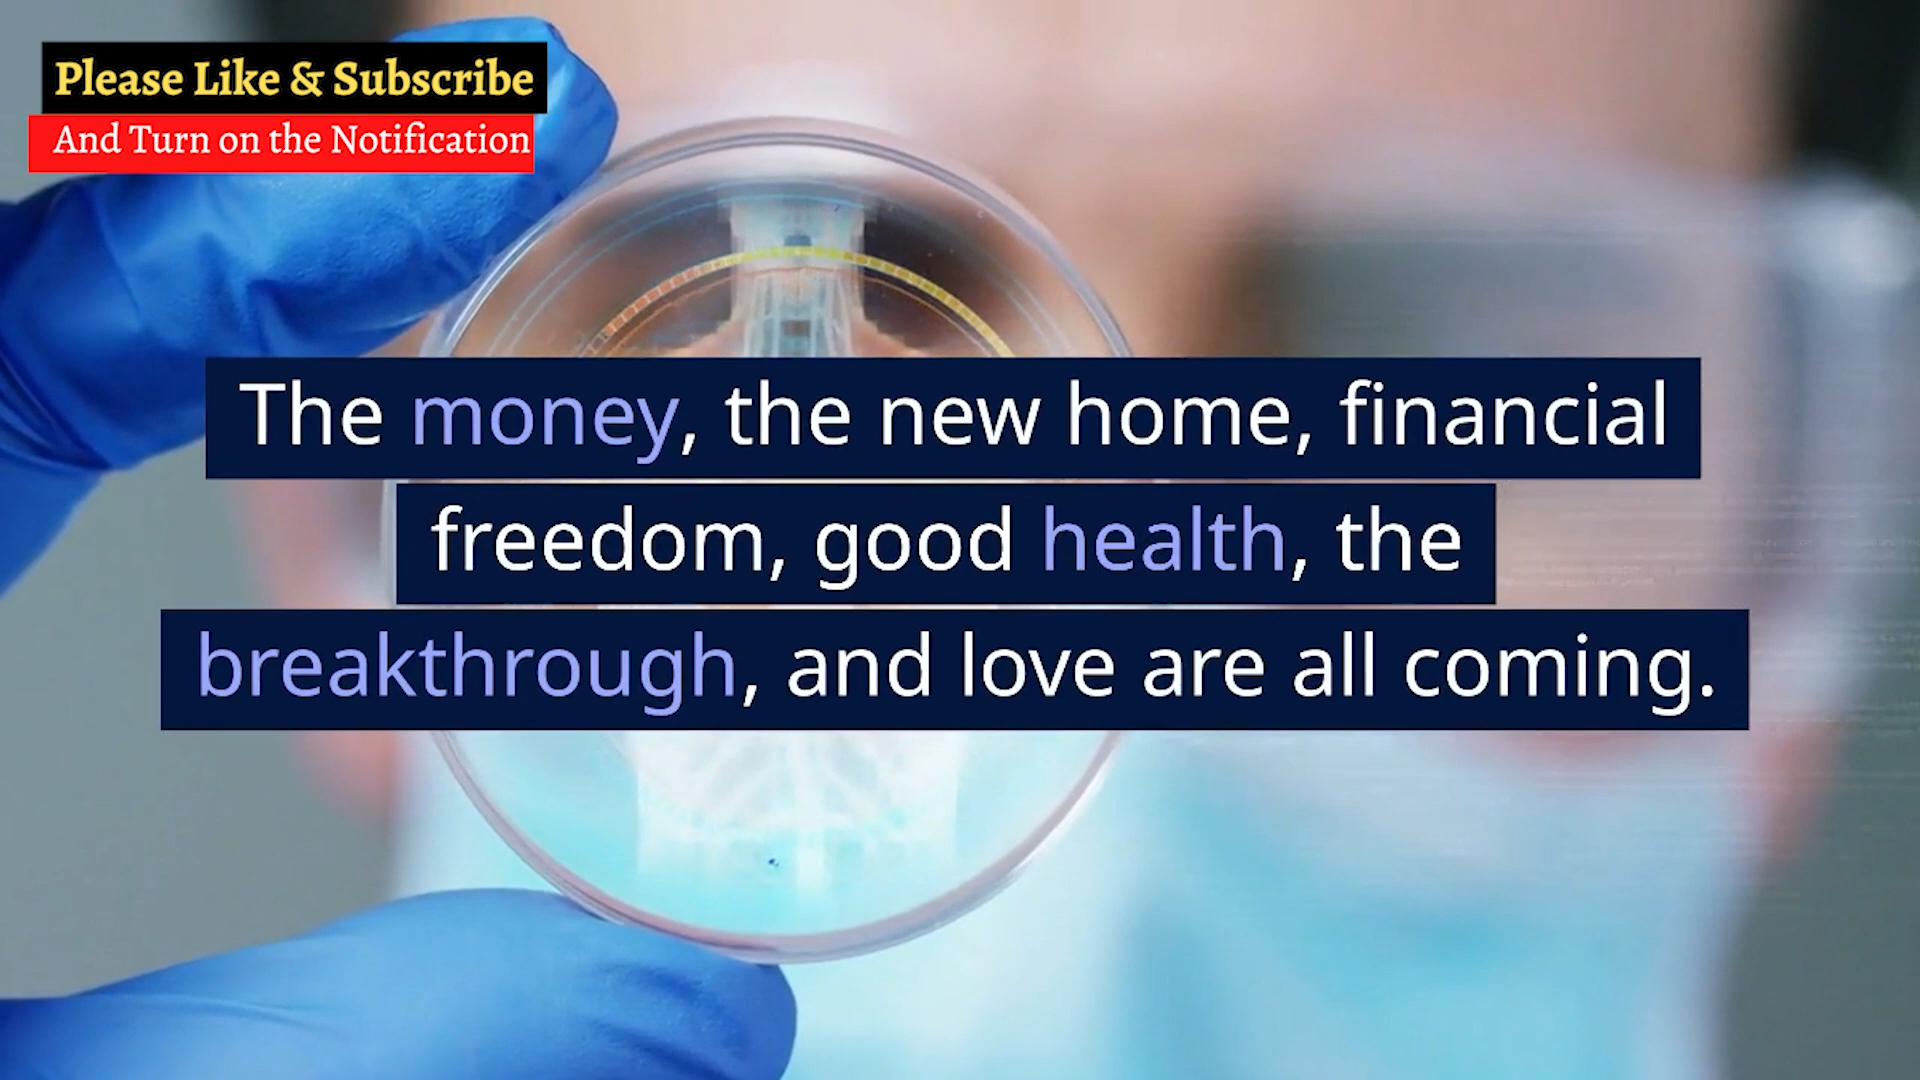 Please Like & Subscribe
And Turn on the Notification
The money, the new home, financial
freedom, good health, the
breakthrough, and love are all coming.